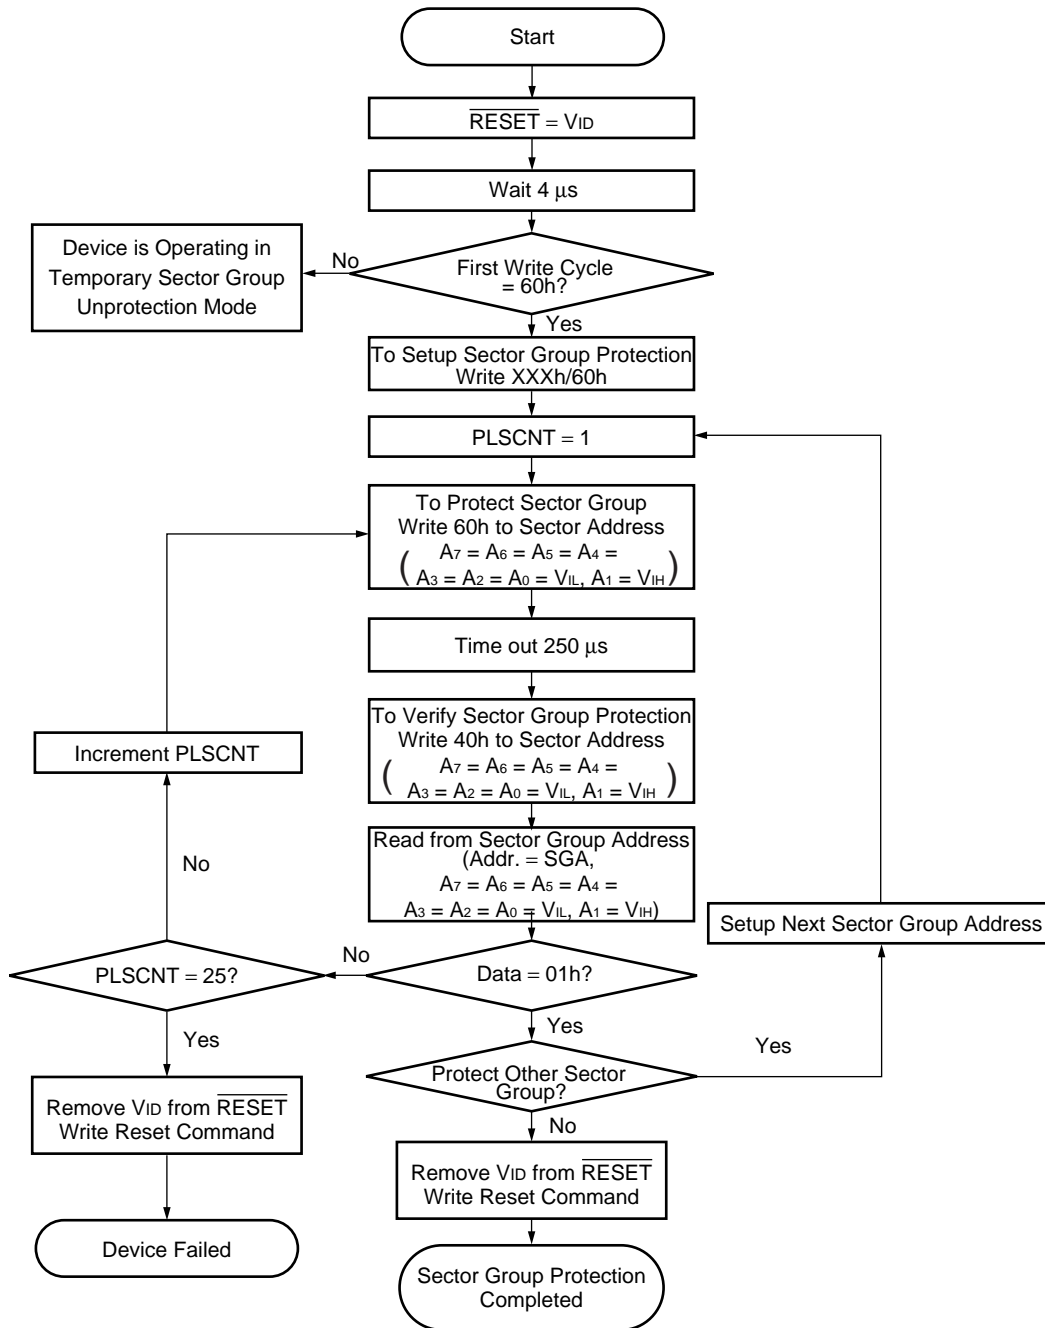 Start
RESET = VID
Wait 4 μs
Device is Operating in
Temporary Sector Group
Unprotection Mode
No
First Write Cycle
= 60h?
Yes
To Setup Sector Group Protection
Write XXXh/60h
PLSCNT = 1
To Protect Sector Group
Write 60h to Sector Address
( A7 = A6 = A5 = A4 =
A3 = A2 = A0 = VIL, A1 = VIH )
Time out 250 μs
To Verify Sector Group Protection
Write 40h to Sector Address
( A7 = A6 = A5 = A4 =
A3 = A2 = A0 = VIL, A1 = VIH )
Increment PLSCNT
Read from Sector Group Address
(Addr. = SGA,
A7 = A6 = A5 = A4 =
A3 = A2 = A0 = VIL, A1 = VIH)
No
Setup Next Sector Group Address
PLSCNT = 25?
No
Data = 01h?
Yes
Yes
Yes
Protect Other Sector
Group?
No
Remove VID from RESET
Write Reset Command
Remove VID from RESET
Write Reset Command
Device Failed
Sector Group Protection
Completed